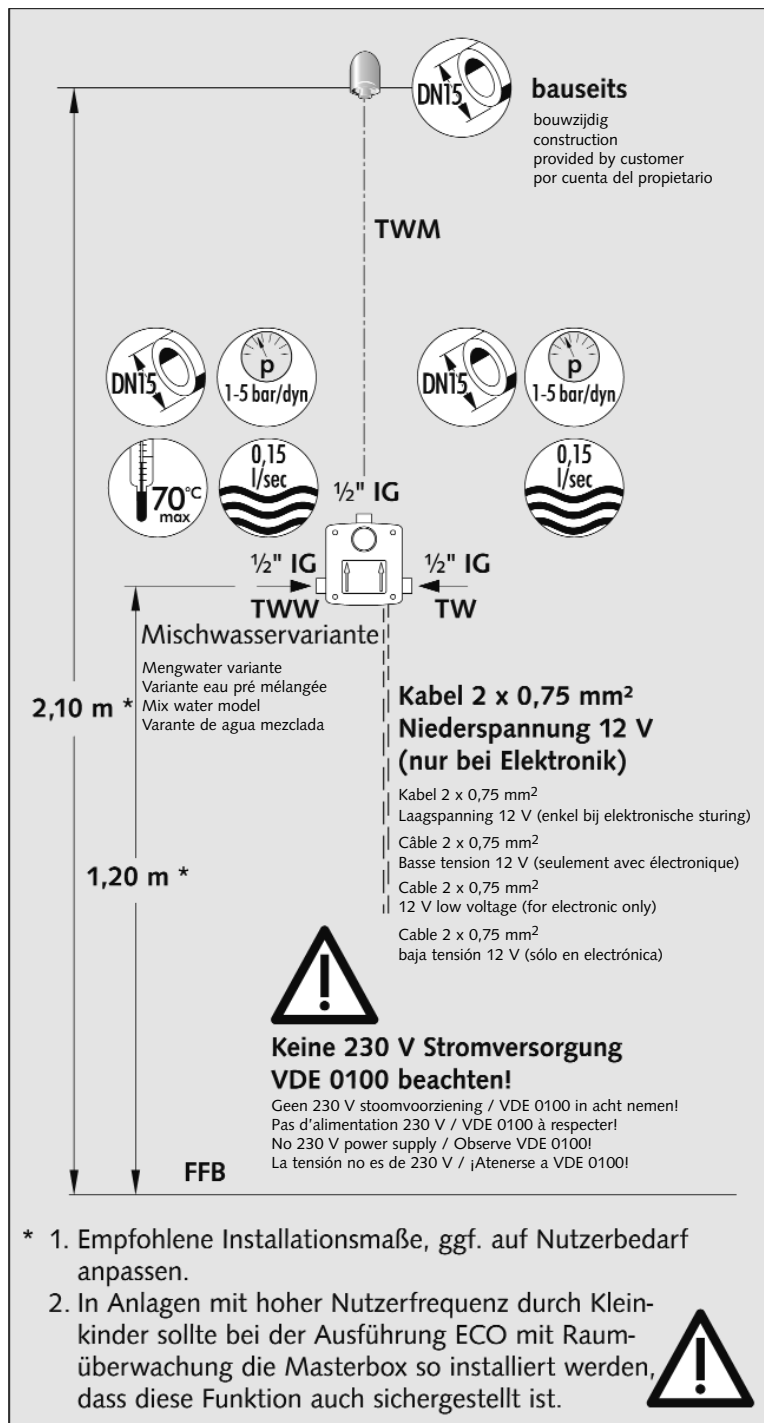 DN15
bauseits
bouwzijdig
construction
provided by customer
por cuenta del propietario
TWM
DN15
p
1-5 bar/dyn
DN15
p
1-5 bar/dyn
70°C
max
0,15
l/sec
0,15
l/sec
½" IG
½" IG
TWW
½" IG
TW
Mischwasservariante
Mengwater variante
Variante eau pré mélangée
Mix water model
Varante de agua mezclada
2,10 m *
1,20 m *
Kabel 2 x 0,75 mm²
Niederspannung 12 V
(nur bei Elektronik)
Kabel 2 x 0,75 mm²
Laagspanning 12 V (enkel bij elektronische sturing)
Câble 2 x 0,75 mm²
Basse tension 12 V (seulement avec électronique)
Cable 2 x 0,75 mm²
12 V low voltage (for electronic only)
Cable 2 x 0,75 mm²
baja tensión 12 V (sólo en electrónica)
!
Keine 230 V Stromversorgung
VDE 0100 beachten!
Geen 230 V stoomvoorziening / VDE 0100 in acht nemen!
Pas d'alimentation 230 V / VDE 0100 à respecter!
No 230 V power supply / Observe VDE 0100!
La tensión no es de 230 V / ¡Atenerse a VDE 0100!
FFB
* 1. Empfohlene Installationsmaße, ggf. auf Nutzerbedarf
anpassen.
2. In Anlagen mit hoher Nutzerfrequenz durch Klein-
kinder sollte bei der Ausführung ECO mit Raum-
überwachung die Masterbox so installiert werden,
dass diese Funktion auch sichergestellt ist.
!